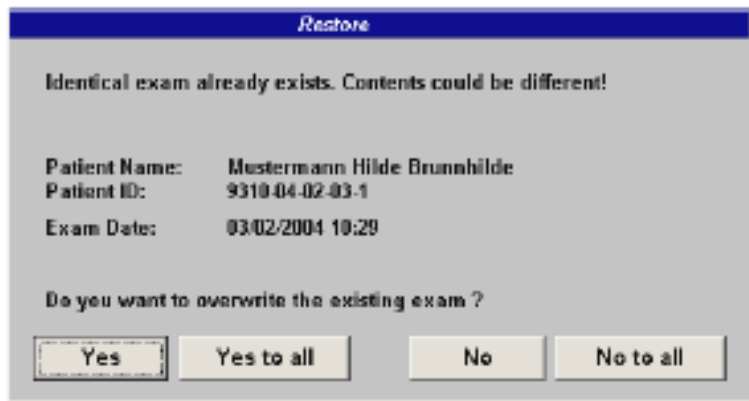 Restore
Identical exam already exists. Contents could be different!
Patient Name: Mustermann Hilde Brunnhilde
Patient ID: 9310-04-02-03-1
Exam Date: 03/02/2004 10:29
Do you want to overwrite the existing exam ?
Yes Yes to all No No to all